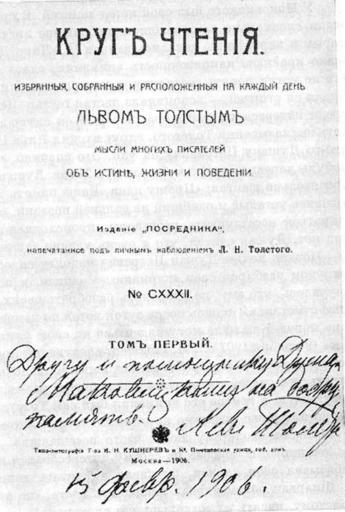 КРУГЪ ЧТЕНІЯ.
ИЗБРАННЫЯ, СОБРАННЫЯ И РАСПОЛОЖЕННЫЯ НА КАЖДЫЙ ДЕНЬ
ЛЬВОМЪ ТОЛСТЫМЪ
МЫСЛИ МНОГИХЪ ПИСАТЕЛЕЙ
ОБЪ ИСТИНѢ, ЖИЗНИ И ПОВЕДЕНІИ.
Изданіе „ПОСРЕДНИКА“,
напечатанное подъ личнымъ наблюденіемъ Л. Н. Толстого.
No CXXXII.
ТОМЪ ПЕРВЫЙ.
Другу и помощнику Душану
Маковицкому на добрую
память.
Левъ Толстой
Типо-литографія Т-ва И. Н. КУШНЕРЕВЪ и Ко. Пименовская улица, соб. домъ.
Москва—1906.
15 февр. 1906.